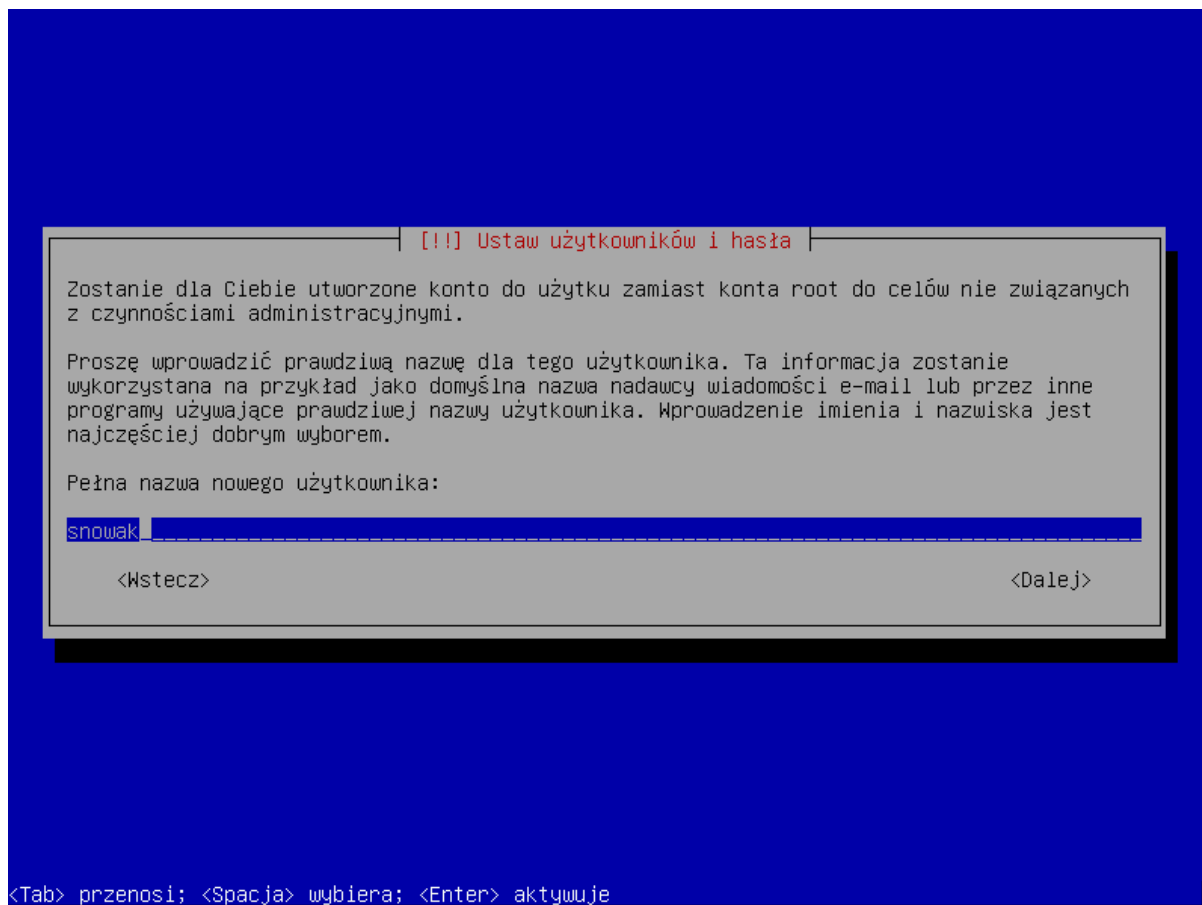 [!!] Ustaw użytkowników i hasła
Zostanie dla Ciebie utworzone konto do użytku zamiast konta root do celów nie związanych
z czynnościami administracyjnymi.
Proszę wprowadzić prawdziwą nazwę dla tego użytkownika. Ta informacja zostanie
wykorzystana na przykład jako domyślna nazwa nadawcy wiadomości e-mail lub przez inne
programy używające prawdziwej nazwy użytkownika. Wprowadzenie imienia i nazwiska jest
najczęściej dobrym wyborem.
Pełna nazwa nowego użytkownika:
snowak
<Wstecz> <Dalej>
<Tab> przenosi; <Spacja> wybiera; <Enter> aktywuje